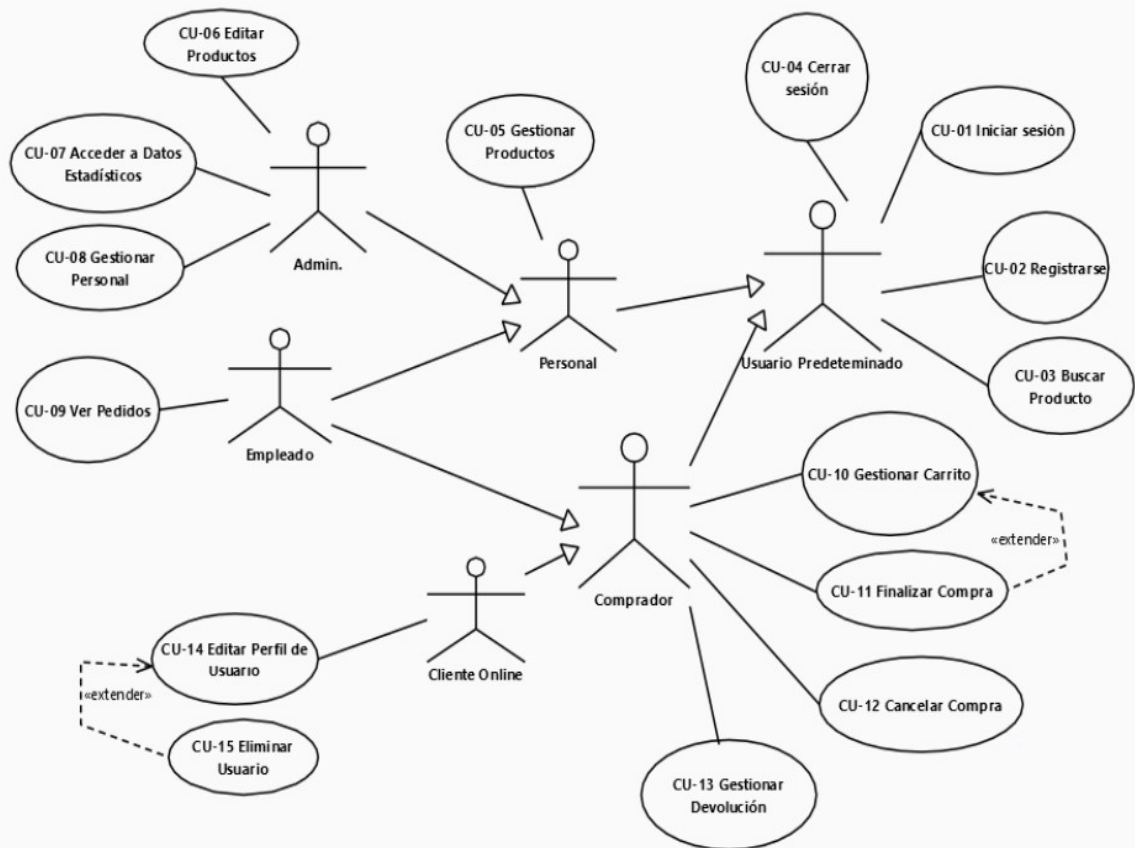 CU-06 Editar
Productos
CU-04 Cerrar
sesión
CU-05 Gestionar
Productos
CU-01 Iniciar sesión
CU-07 Acceder a Datos
Estadísticos
CU-08 Gestionar
Personal
Admin.
CU-02 Registrarse
Personal
Usuario Predeteminado
CU-03 Buscar
Producto
CU-09 Ver Pedidos
Empleado
CU-10 Gestionar Carrito
«extender»
CU-11 Finalizar Compra
Comprador
CU-14 Editar Perfil de
Usuario
Cliente Online
«extender»
CU-12 Cancelar Compra
CU-15 Eliminar
Usuario
CU-13 Gestionar
Devolución